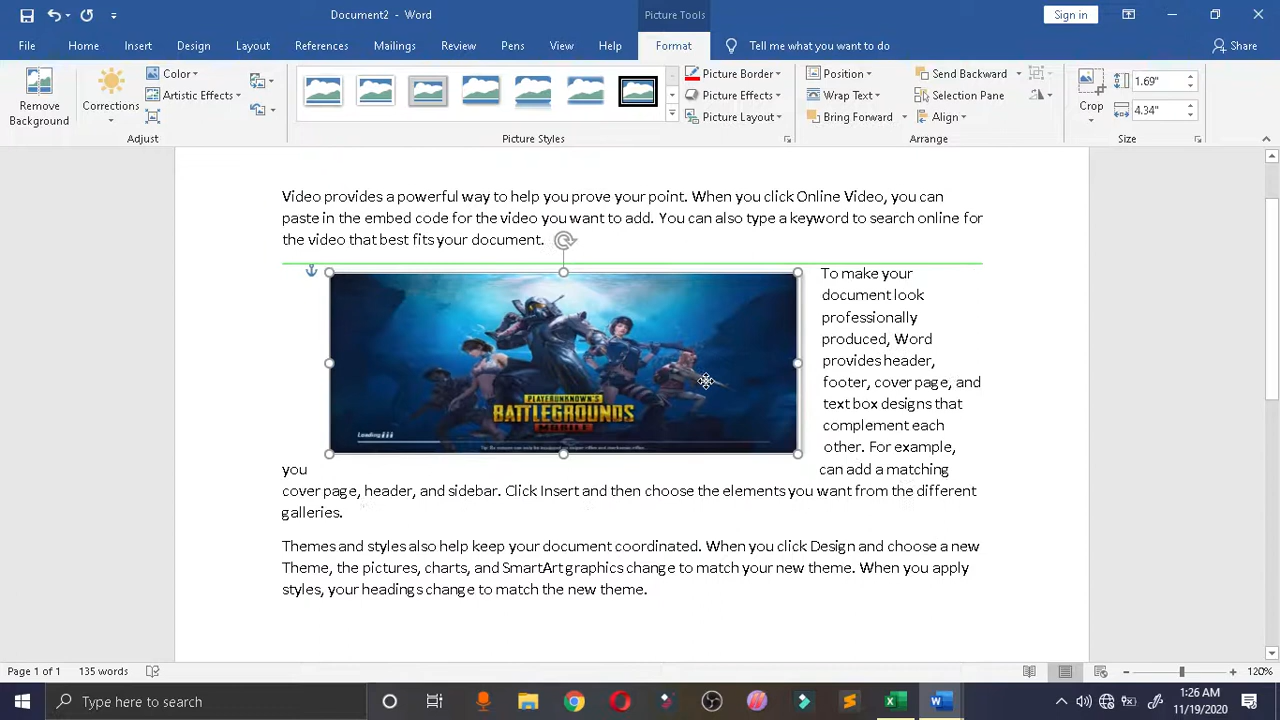 Document2 - Word
Picture Tools
Sign in
File
Home
Insert
Design
Layout
References
Mailings
Review
Pens
View
Help
Format
Tell me what you want to do
Share
Remove
Background
Corrections
Color
Artistic Effects
Adjust
Picture Styles
Picture Border
Picture Effects
Picture Layout
Position
Wrap Text
Bring Forward
Send Backward
Selection Pane
Align
Arrange
Crop
1.69"
4.34"
Size
Video provides a powerful way to help you prove your point. When you click Online Video, you can
paste in the embed code for the video you want to add. You can also type a keyword to search online for
the video that best fits your document.
To make your
document look
professionally
produced, Word
provides header,
footer, cover page, and
text box designs that
complement each
other. For example,
you can add a matching
cover page, header, and sidebar. Click Insert and then choose the elements you want from the different
galleries.
PLAYERUNKNOWN'S
BATTLEGROUNDS
MOBILE
Loading
Themes and styles also help keep your document coordinated. When you click Design and choose a new
Theme, the pictures, charts, and SmartArt graphics change to match your new theme. When you apply
styles, your headings change to match the new theme.
Page 1 of 1
135 words
120%
Type here to search
1:26 AM
11/19/2020